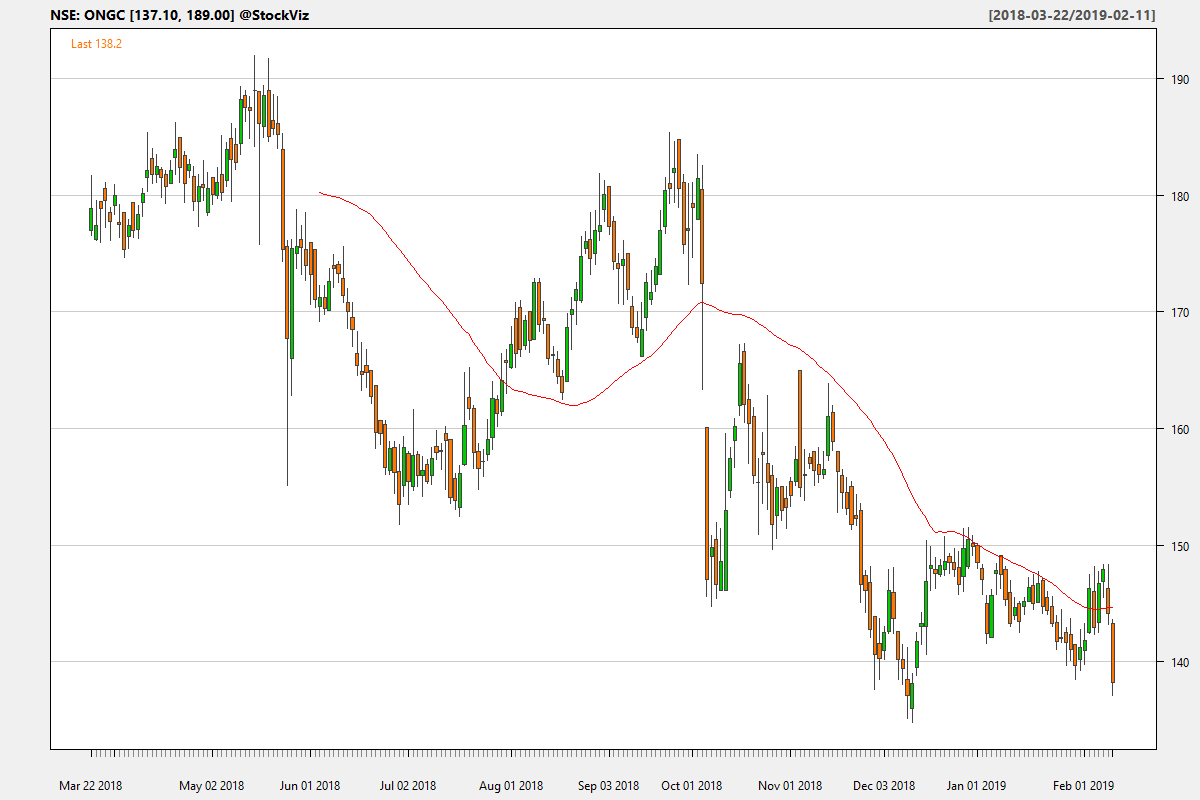 NSE: ONGC [137.10, 189.00] @StockViz [2018-03-22/2019-02-11]
Last 138.2
190
180
170
160
150
140
Mar 22 2018 May 02 2018 Jun 01 2018 Jul 02 2018 Aug 01 2018 Sep 03 2018 Oct 01 2018 Nov 01 2018 Dec 03 2018 Jan 01 2019 Feb 01 2019